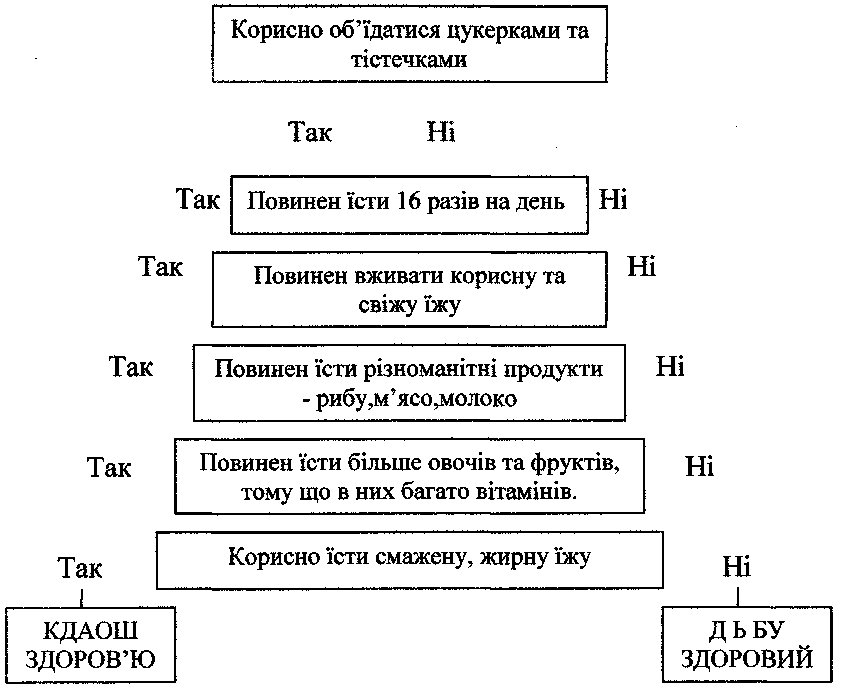 Корисно об’їдатися цукерками та
тістечками
Так Ні
Так Повинен їсти 16 разів на день Ні
Так Повинен вживати корисну та Ні
свіжу їжу
Так Повинен їсти різноманітні продукти Ні
- рибу,м’ясо,молоко
Так Повинен їсти більше овочів та фруктів, Ні
тому що в них багато вітамінів.
Так Корисно їсти смажену, жирну їжу Ні
КДАОШ
ЗДОРОВ’Ю
Д Ь БУ
ЗДОРОВИЙ